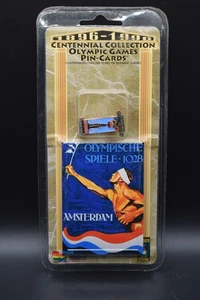 1896-1996
CENTENNIAL COLLECTION
OLYMPIC GAMES
PIN-CARDS
OLYMPISCHE
SPIELE·1928
AMSTERDAM